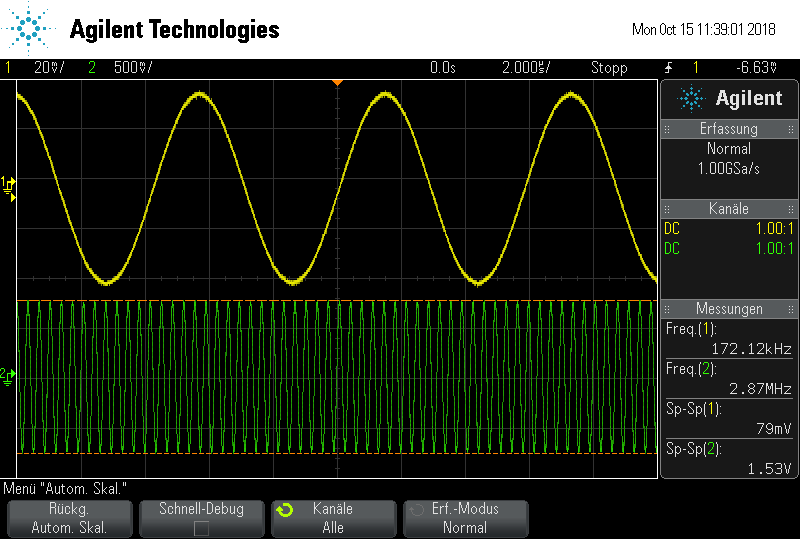 Agilent Technologies
Mon Oct 15 11:39:01 2018
1 20mV/ 2 500mV/ 0.0s 2.000us/ Stopp 1 -6.63mV
Agilent
Erfassung
Normal
1.00GSa/s
Kanäle
DC 1.00:1
DC 1.00:1
Messungen
Freq.(1):
172.12kHz
Freq.(2):
2.87MHz
Sp-Sp(1):
79mV
Sp-Sp(2):
1.53V
1
2
Menü "Autom. Skal."
Rückg.
Autom. Skal.
Schnell-Debug
Kanäle
Alle
Erf.-Modus
Normal